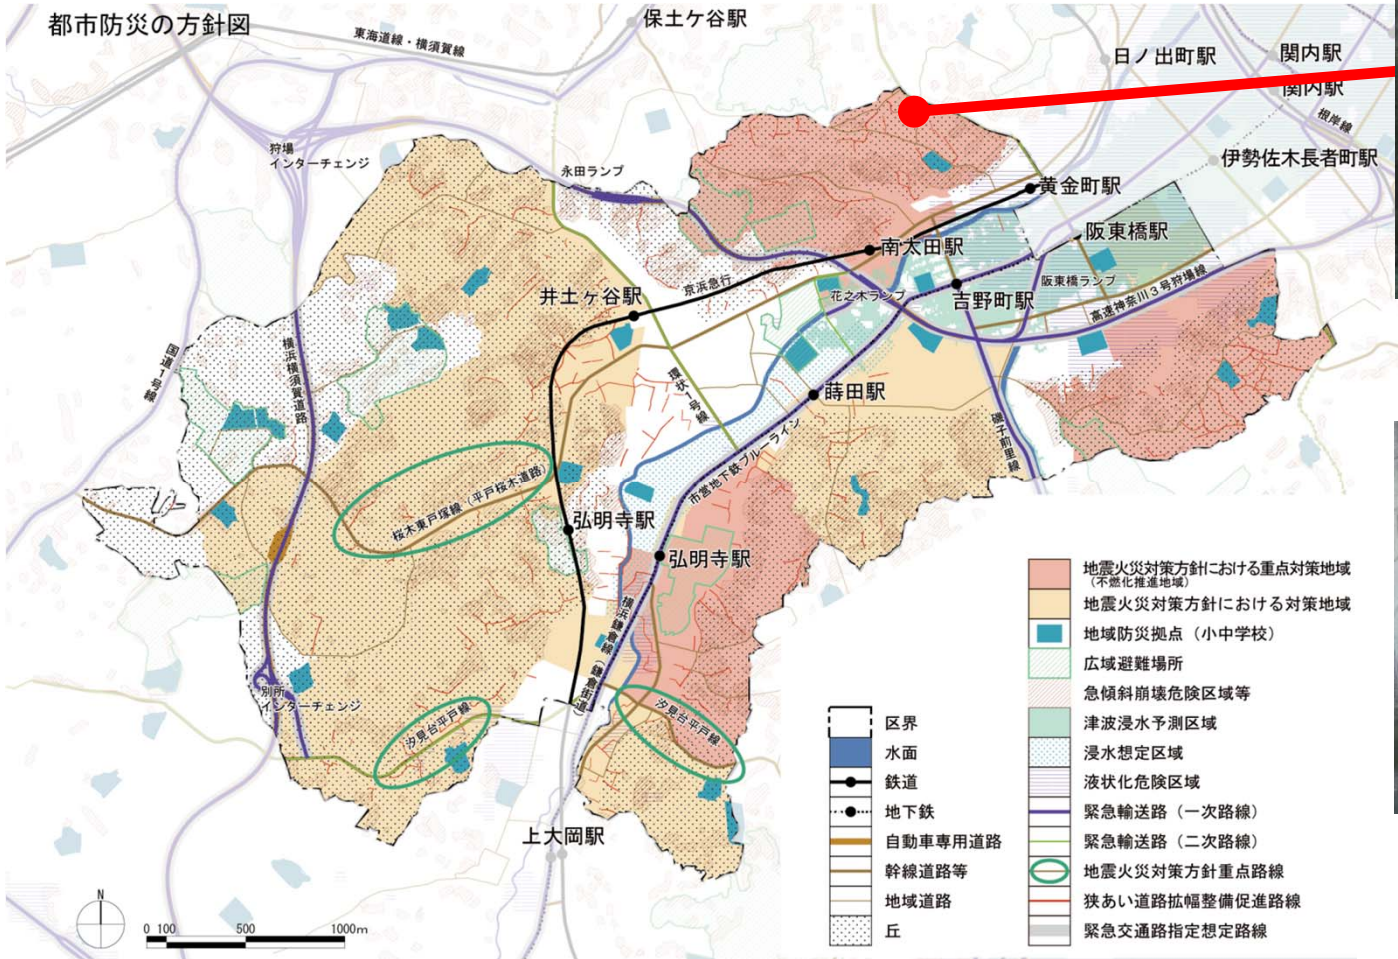 都市防災の方針図
保土ケ谷駅
東海道線・横須賀線
日ノ出町駅
関内駅
関内駅
根岸線
伊勢佐木長者町駅
狩場
インターチェンジ
永田ランプ
黄金町駅
南太田駅
阪東橋駅
京浜急行
花之木ランプ
吉野町駅
阪東橋ランプ
高速神奈川3号狩場線
井土ヶ谷駅
国道1号線
横浜横須賀道路
環状1号線
蒔田駅
磯子前里線
市営地下鉄ブルーライン
桜木東戸塚線（平戸桜木道路）
弘明寺駅
弘明寺駅
横浜鎌倉線（鎌倉街道）
別所
インターチェンジ
汐見台平戸線
汐見台平戸線
上大岡駅
N
0 100 500 1000m
区界
水面
鉄道
地下鉄
自動車専用道路
幹線道路等
地域道路
丘
地震火災対策方針における重点対策地域
（不燃化推進地域）
地震火災対策方針における対策地域
地域防災拠点（小中学校）
広域避難場所
急傾斜崩壊危険区域等
津波浸水予測区域
浸水想定区域
液状化危険区域
緊急輸送路（一次路線）
緊急輸送路（二次路線）
地震火災対策方針重点路線
狭あい道路拡幅整備促進路線
緊急交通路指定想定路線